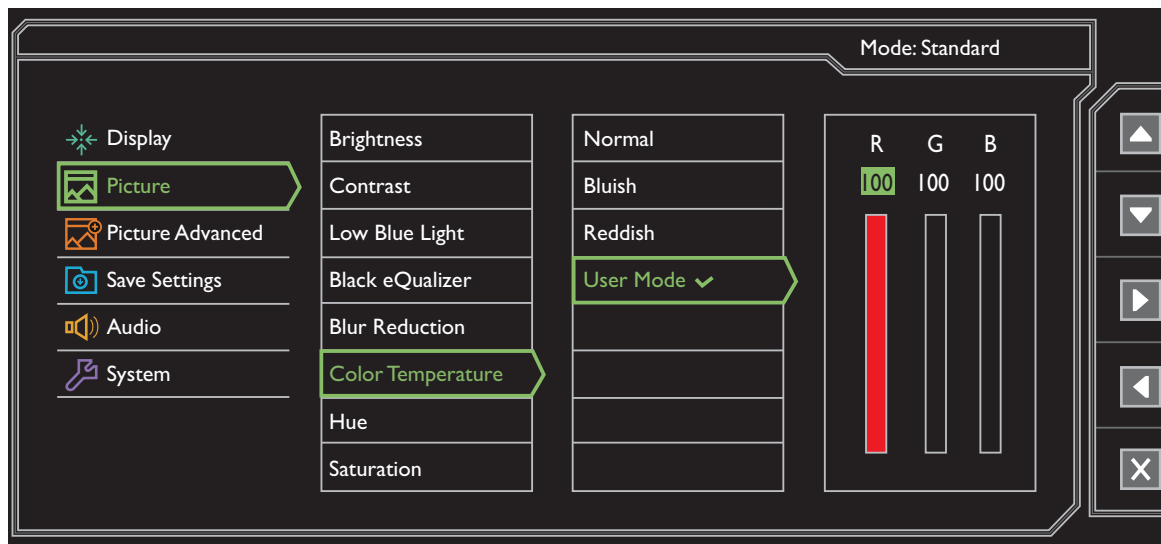 Mode: Standard
Display
Picture
Picture Advanced
Save Settings
Audio
System
Brightness
Contrast
Low Blue Light
Black eQualizer
Blur Reduction
Color Temperature
Hue
Saturation
Normal
Bluish
Reddish
User Mode
R G B
100 100 100
X